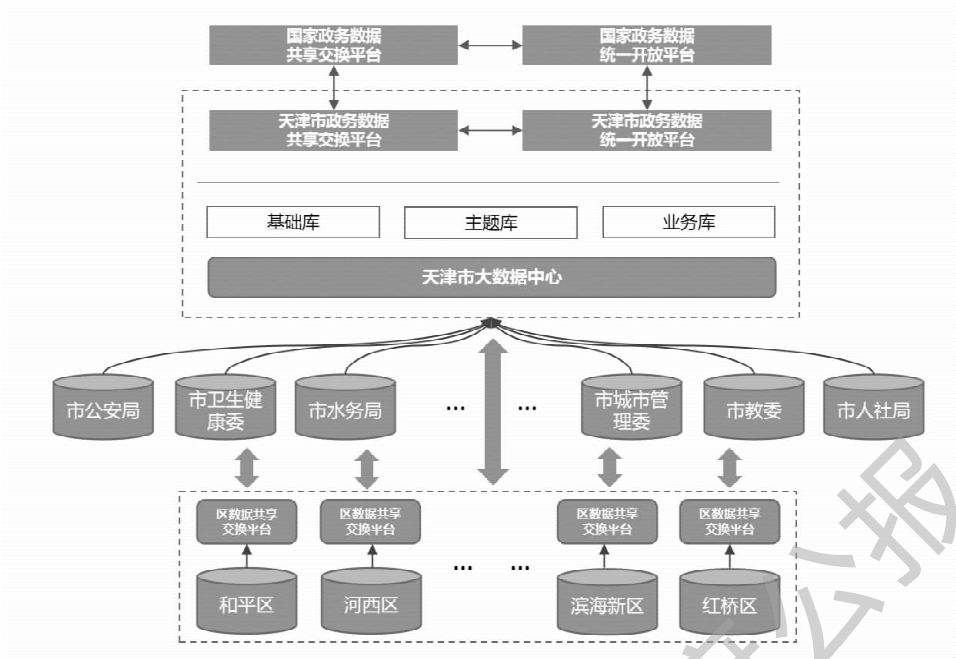 国家政务数据
共享交换平台
国家政务数据
统一开放平台
天津市政务数据
共享交换平台
天津市政务数据
统一开放平台
基础库
主题库
业务库
天津市大数据中心
市公安局
市卫生健
康委
市水务局
...
...
市城市管
理委
市教委
市人社局
区数据共享
交换平台
区数据共享
交换平台
区数据共享
交换平台
区数据共享
交换平台
...
...
和平区
河西区
滨海新区
红桥区
公报